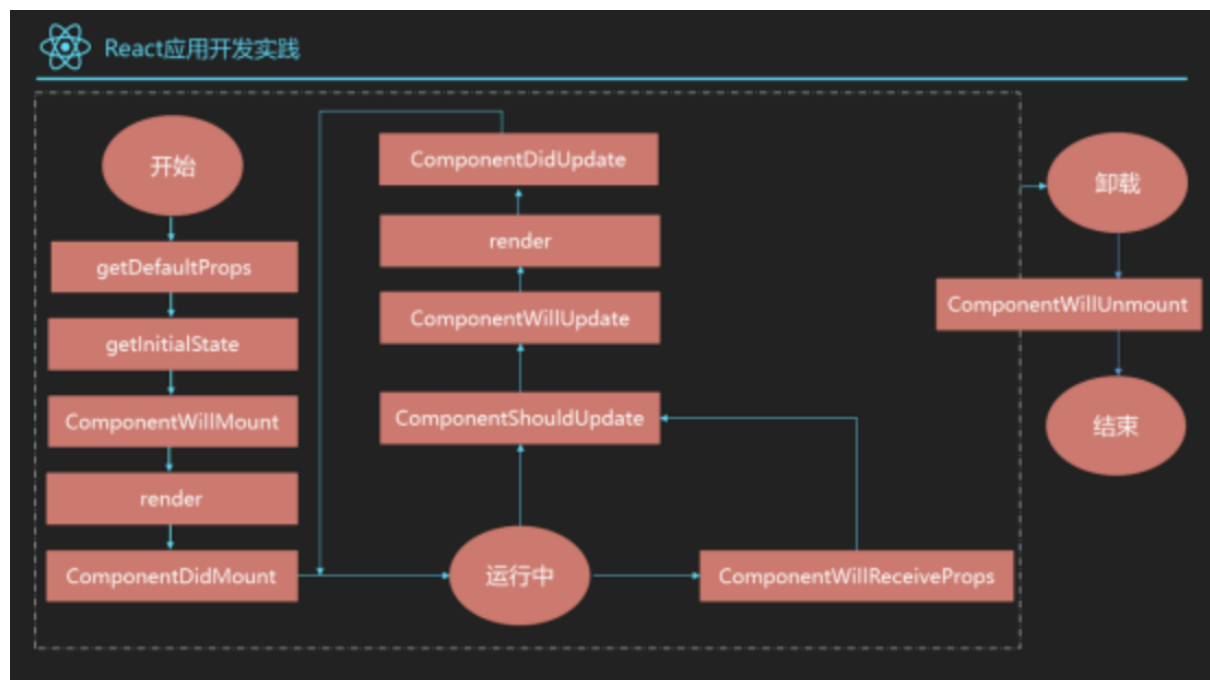 React应用开发实践
开始
getDefaultProps
getInitialState
ComponentWillMount
render
ComponentDidMount
ComponentDidUpdate
render
ComponentWillUpdate
ComponentShouldUpdate
运行中
ComponentWillReceiveProps
卸载
ComponentWillUnmount
结束